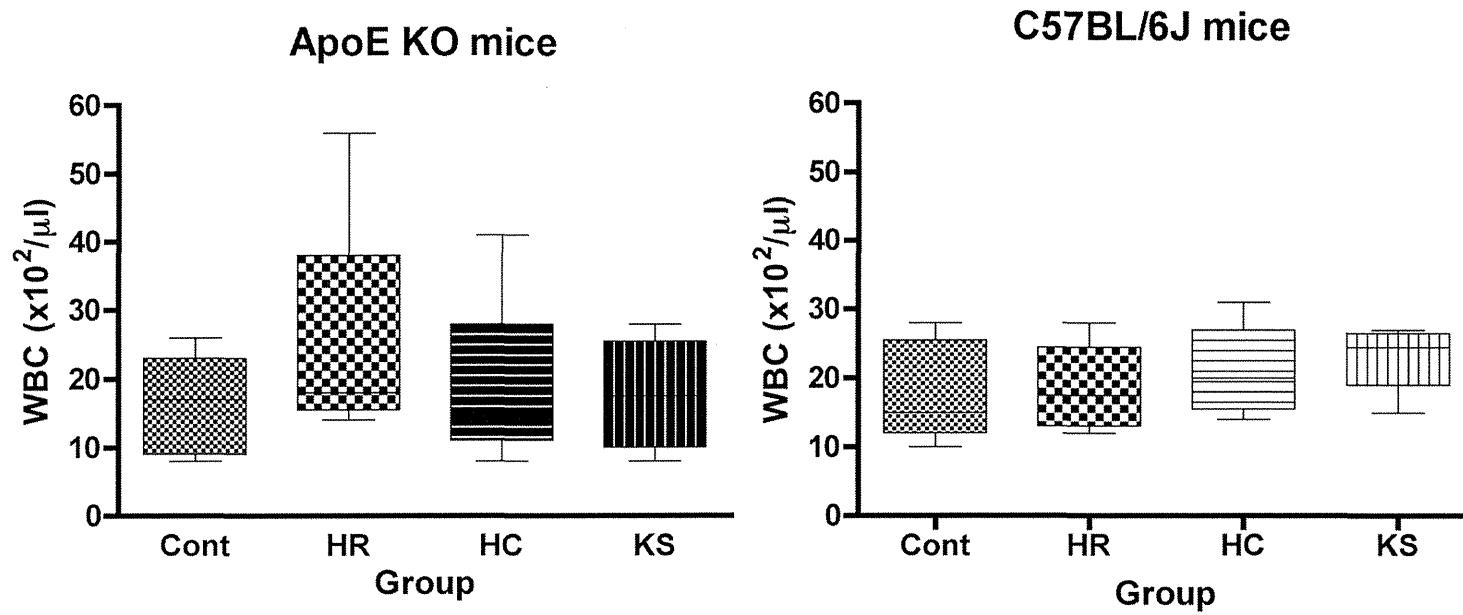 ApoE KO mice
60
50
40
30
20
10
0
WBC (x10²/µl)
Cont HR HC KS
Group
C57BL/6J mice
60
50
40
30
20
10
0
WBC (x10²/µl)
Cont HR HC KS
Group